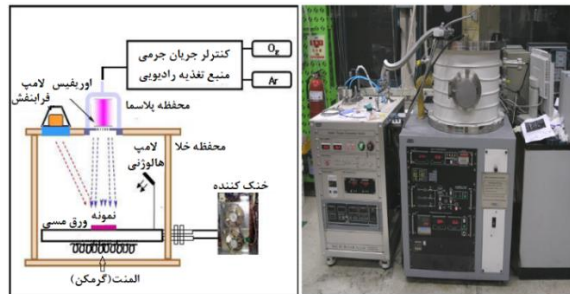 کنترلر جریان جرمی
منبع تغذیه رادیویی
O₂
Ar
محفظه پلاسما
اوریفیس
لامپ
فرابنفش
لامپ
هالوژنی
محفظه خلا
خنک کننده
نمونه
ورق مسی
المنت(گرمکن)